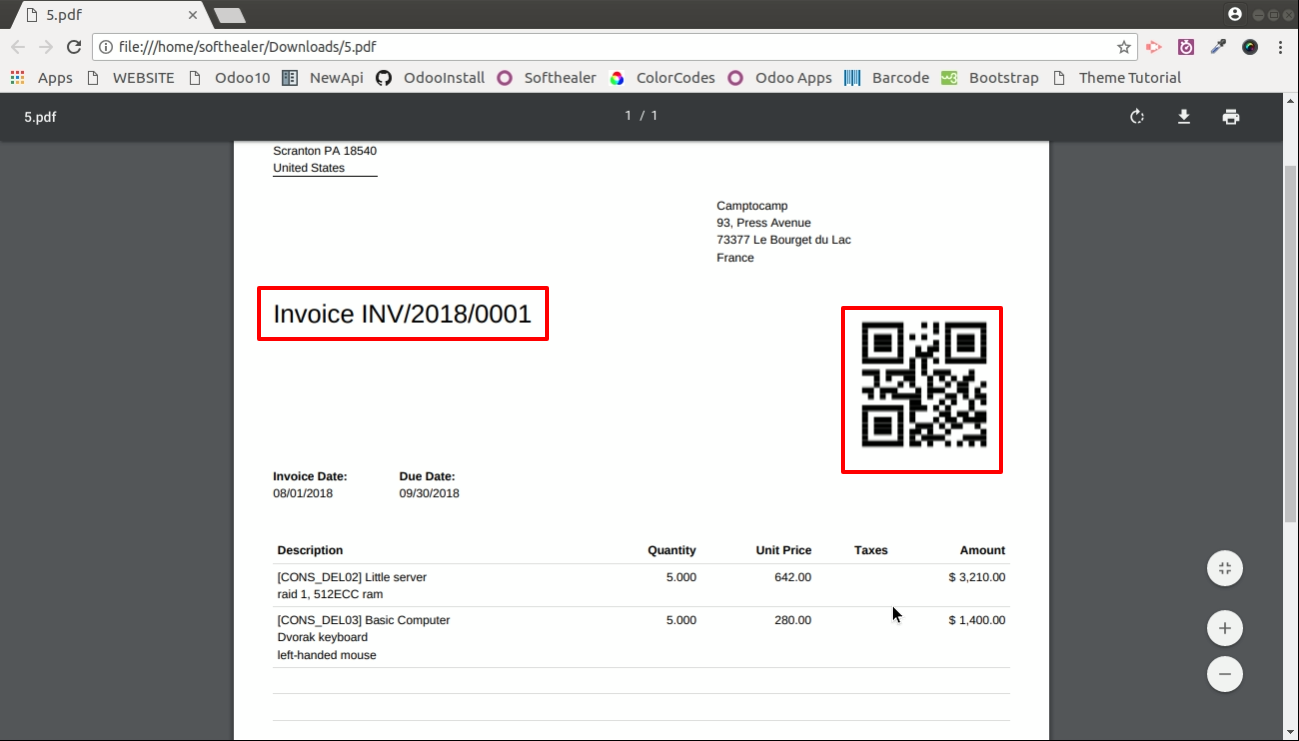 5.pdf
file:///home/softhealer/Downloads/5.pdf
Apps WEBSITE Odoo10 NewApi OdooInstall Softhealer ColorCodes Odoo Apps Barcode Bootstrap Theme Tutorial
5.pdf 1 / 1
Scranton PA 18540
United States
Camptocamp
93, Press Avenue
73377 Le Bourget du Lac
France
Invoice INV/2018/0001
Invoice Date: Due Date:
08/01/2018 09/30/2018
Description Quantity Unit Price Taxes Amount
[CONS_DEL02] Little server 5.000 642.00 $ 3,210.00
raid 1, 512ECC ram
[CONS_DEL03] Basic Computer 5.000 280.00 $ 1,400.00
Dvorak keyboard
left-handed mouse